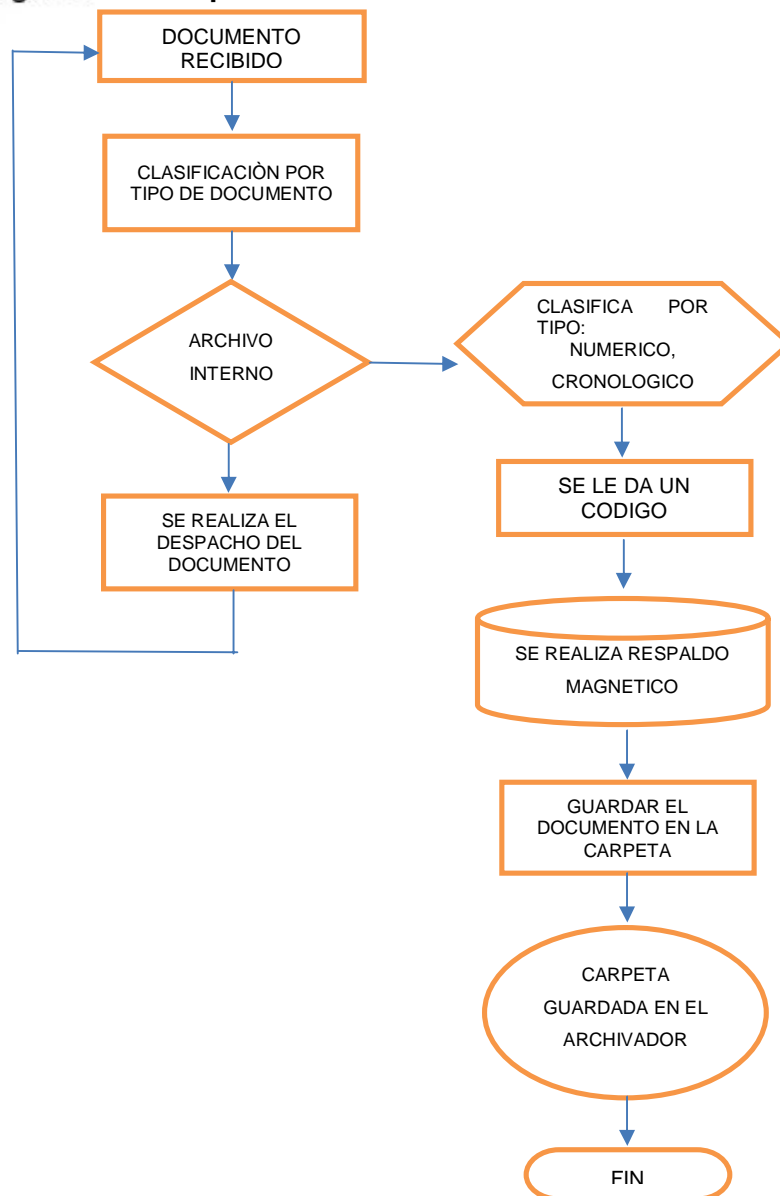 DOCUMENTO
RECIBIDO
CLASIFICACIÒN POR
TIPO DE DOCUMENTO
ARCHIVO
INTERNO
CLASIFICA POR
TIPO:
NUMERICO,
CRONOLOGICO
SE REALIZA EL
DESPACHO DEL
DOCUMENTO
SE LE DA UN
CODIGO
SE REALIZA RESPALDO
MAGNETICO
GUARDAR EL
DOCUMENTO EN LA
CARPETA
CARPETA
GUARDADA EN EL
ARCHIVADOR
FIN